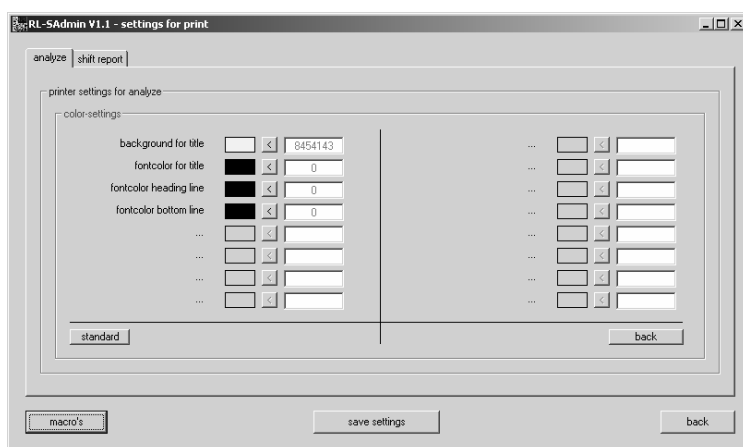 RL-SAdmin V1.1 - settings for print
analyze shift report
printer settings for analyze
color-settings
background for title < 8454143 ... <
fontcolor for title < 0 ... <
fontcolor heading line < 0 ... <
fontcolor bottom line < 0 ... <
... < ... <
... < ... <
... < ... <
... < ... <
standard back
macro's save settings back